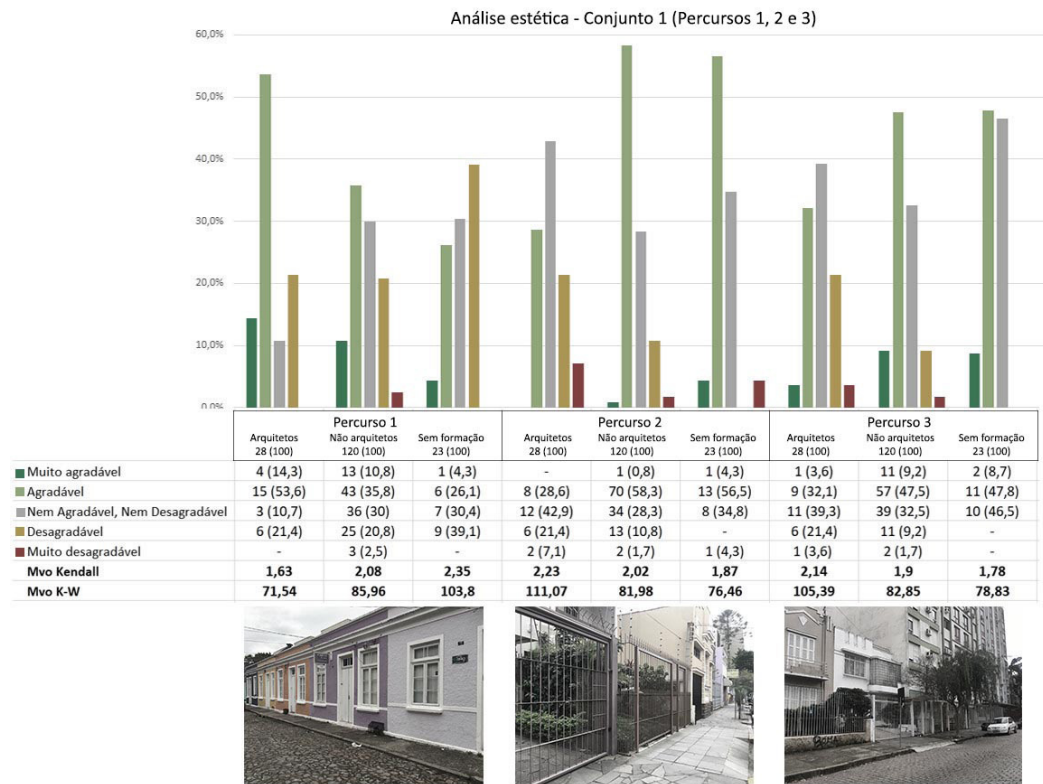 Análise estética - Conjunto 1 (Percursos 1, 2 e 3)
60,0%
50,0%
40,0%
30,0%
20,0%
10,0%
0,0%
Percurso 1 Percurso 2 Percurso 3
Arquitetos Não arquitetos Sem formação Arquitetos Não arquitetos Sem formação Arquitetos Não arquitetos Sem formação
28 (100) 120 (100) 23 (100) 28 (100) 120 (100) 23 (100) 28 (100) 120 (100) 23 (100)
Muito agradável 4 (14,3) 13 (10,8) 1 (4,3) - 1 (0,8) 1 (4,3) 1 (3,6) 11 (9,2) 2 (8,7)
Agradável 15 (53,6) 43 (35,8) 6 (26,1) 8 (28,6) 70 (58,3) 13 (56,5) 9 (32,1) 57 (47,5) 11 (47,8)
Nem Agradável, Nem Desagradável 3 (10,7) 36 (30) 7 (30,4) 12 (42,9) 34 (28,3) 8 (34,8) 11 (39,3) 39 (32,5) 10 (46,5)
Desagradável 6 (21,4) 25 (20,8) 9 (39,1) 6 (21,4) 13 (10,8) - 6 (21,4) 11 (9,2) -
Muito desagradável - 3 (2,5) - 2 (7,1) 2 (1,7) 1 (4,3) 1 (3,6) 2 (1,7) -
Mvo Kendall 1,63 2,08 2,35 2,23 2,02 1,87 2,14 1,9 1,78
Mvo K-W 71,54 85,96 103,8 111,07 81,98 76,46 105,39 82,85 78,83